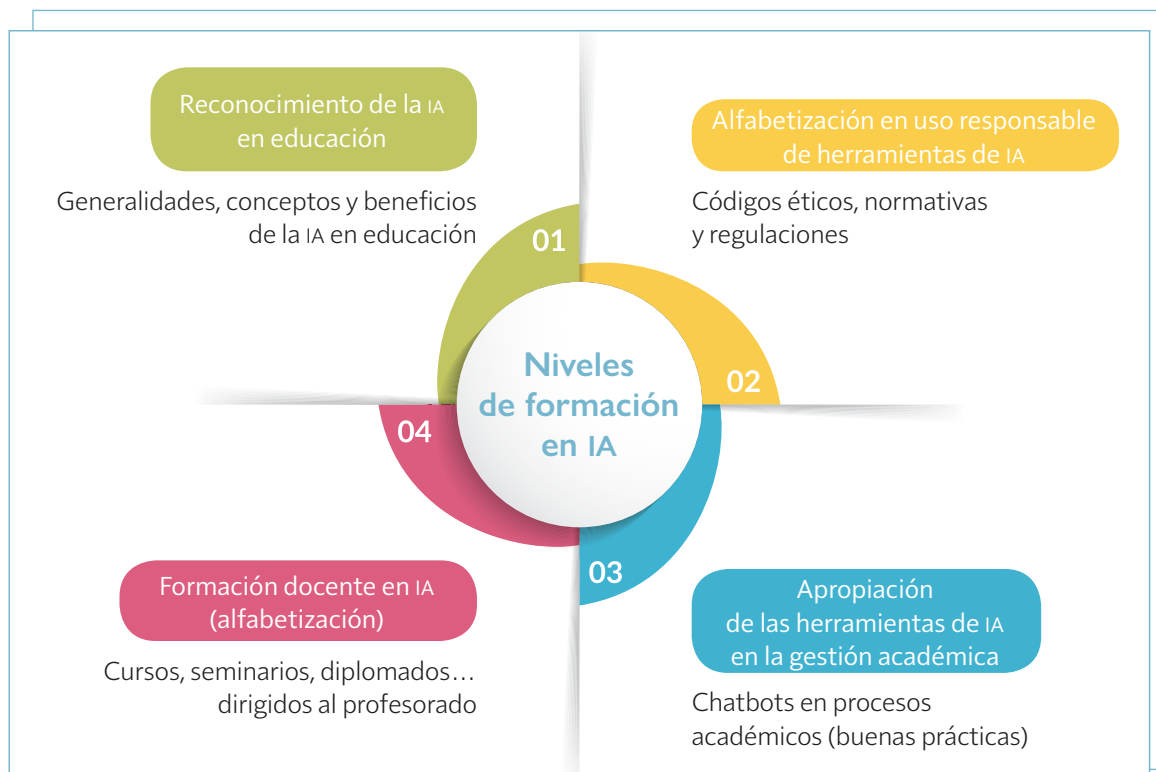 Reconocimiento de la IA
en educación
Generalidades, conceptos y beneficios
de la IA en educación
01
Alfabetización en uso responsable
de herramientas de IA
Códigos éticos, normativas
y regulaciones
02
Niveles
de formación
en IA
04
Formación docente en IA
(alfabetización)
Cursos, seminarios, diplomados…
dirigidos al profesorado
03
Apropiación
de las herramientas de IA
en la gestión académica
Chatbots en procesos
académicos (buenas prácticas)